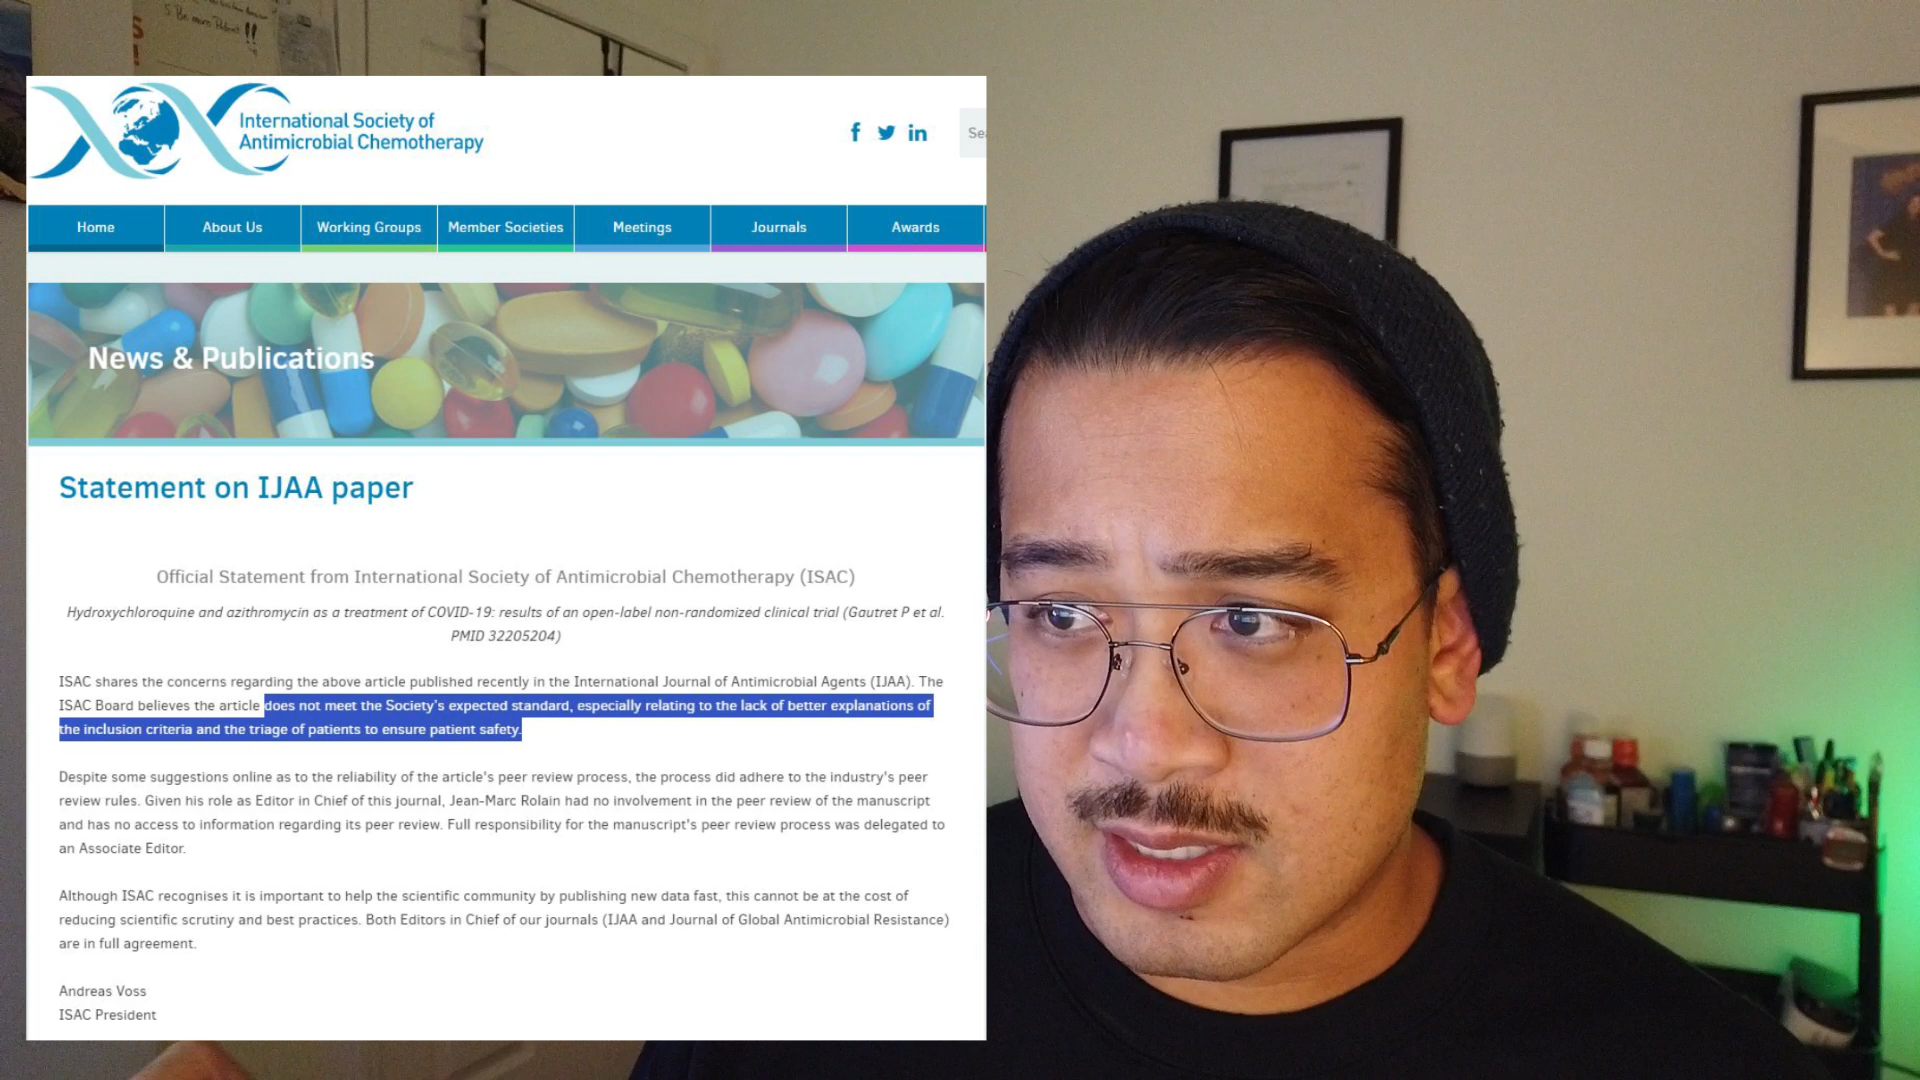 5. Be more Patient !!
International Society of
Antimicrobial Chemotherapy
Home
About Us
Working Groups
Member Societies
Meetings
Journals
Awards
News & Publications
Statement on IJAA paper
Official Statement from International Society of Antimicrobial Chemotherapy (ISAC)
Hydroxychloroquine and azithromycin as a treatment of COVID-19: results of an open-label non-randomized clinical trial (Gautret P et al.
PMID 32205204)
ISAC shares the concerns regarding the above article published recently in the International Journal of Antimicrobial Agents (IJAA). The
ISAC Board believes the article does not meet the Society's expected standard, especially relating to the lack of better explanations of
the inclusion criteria and the triage of patients to ensure patient safety.
Despite some suggestions online as to the reliability of the article's peer review process, the process did adhere to the industry's peer
review rules. Given his role as Editor in Chief of this journal, Jean-Marc Rolain had no involvement in the peer review of the manuscript
and has no access to information regarding its peer review. Full responsibility for the manuscript's peer review process was delegated to
an Associate Editor.
Although ISAC recognises it is important to help the scientific community by publishing new data fast, this cannot be at the cost of
reducing scientific scrutiny and best practices. Both Editors in Chief of our journals (IJAA and Journal of Global Antimicrobial Resistance)
are in full agreement.
Andreas Voss
ISAC President